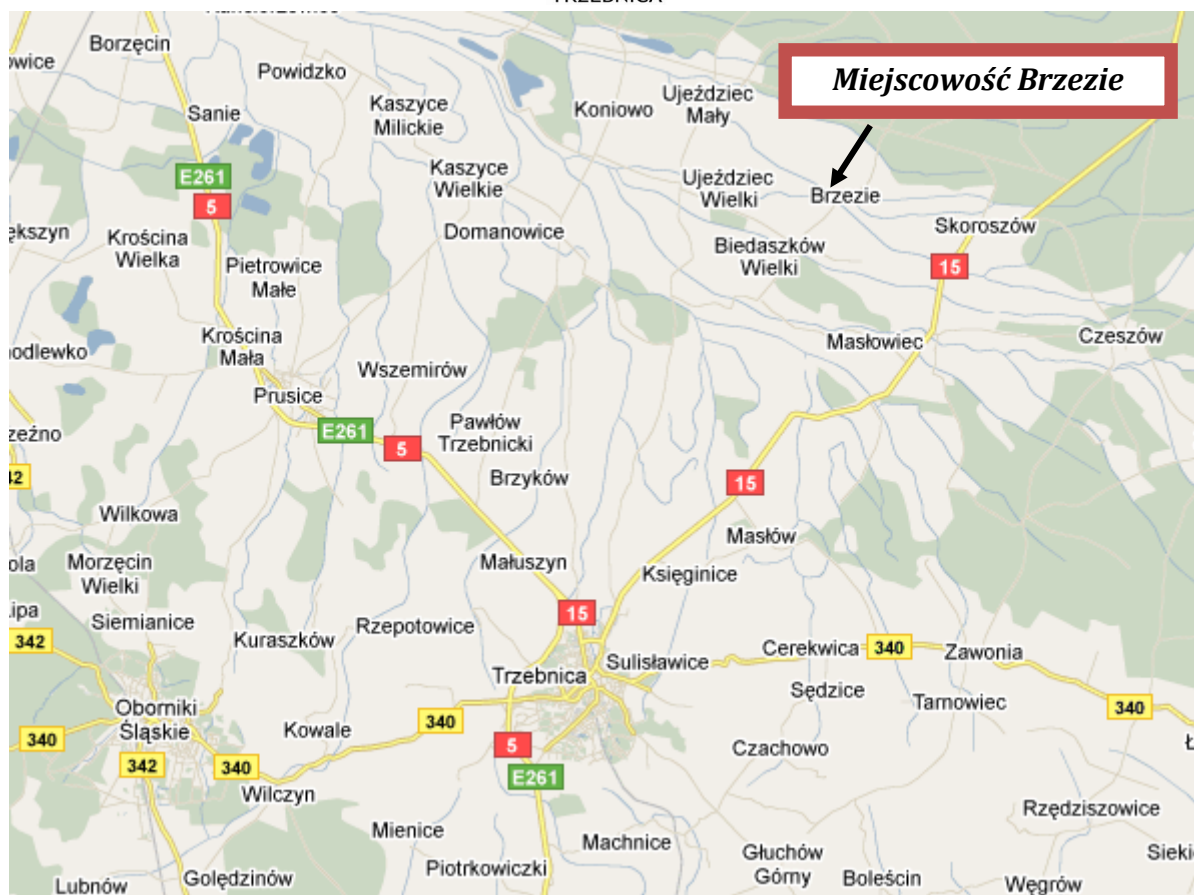 Borzęcin
Powidzko
Sanie
Kaszyce
Milickie
Koniowo
Ujeździec
Mały
Miejscowość Brzezie
E261
5
Kaszyce
Wielkie
Ujeździec
Wielki
Brzezie
Krościna
Wielka
Domanowice
Skoroszów
Biedaszków
Wielki
15
Pietrowice
Małe
Krościna
Mała
Masłowiec
Czeszów
Wszemirów
Prusice
E261
5
Pawłów
Trzebnicki
Brzyków
15
Wilkowa
Masłów
Morzęcin
Wielki
Małuszyn
Księginice
15
Siemianice
342
Kuraszków
Rzepotowice
Cerekwica
340
Zawonia
Trzebnica
Sulisławice
Sędzice
Tarnowiec
340
Oborniki
Śląskie
340
Kowale
340
5
E261
Czachowo
342
340
Wilczyn
Rzędziszowice
Mienice
Machnice
Piotrkowiczki
Głuchów
Górny
Boleścin
Węgrów
Lubnów
Golędzinów